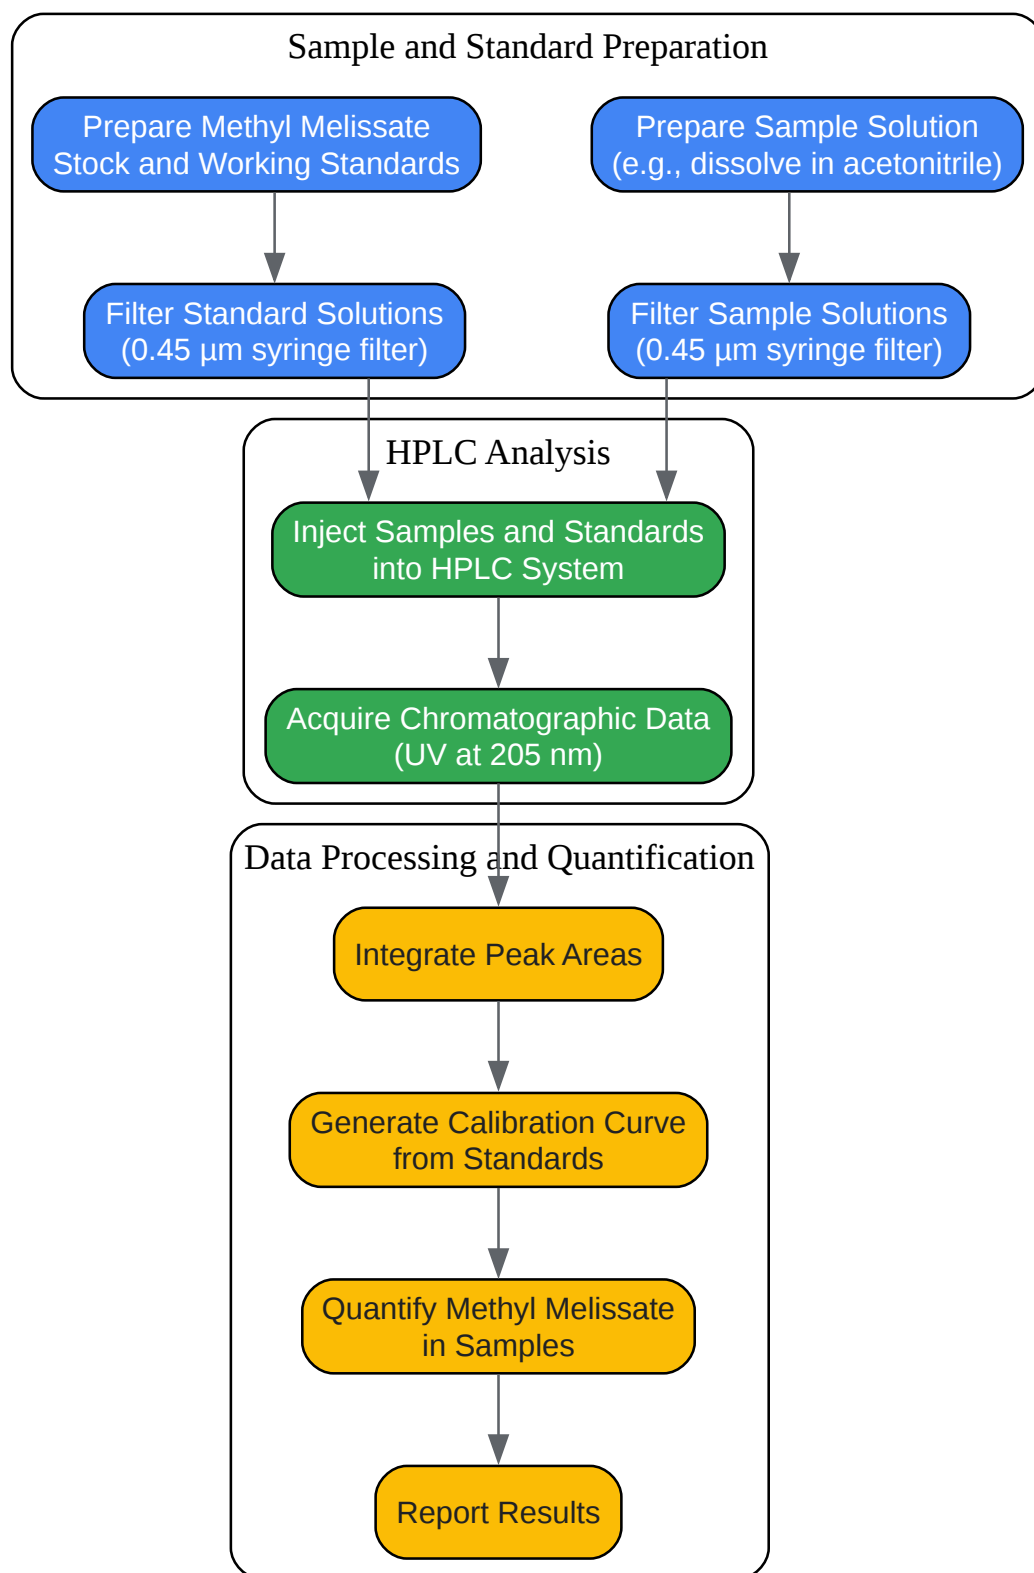 Sample and Standard Preparation
Prepare Methyl Melissate
Stock and Working Standards
Prepare Sample Solution
(e.g., dissolve in acetonitrile)
Filter Standard Solutions
(0.45 µm syringe filter)
Filter Sample Solutions
(0.45 µm syringe filter)
HPLC Analysis
Inject Samples and Standards
into HPLC System
Acquire Chromatographic Data
(UV at 205 nm)
Data Processing and Quantification
Integrate Peak Areas
Generate Calibration Curve
from Standards
Quantify Methyl Melissate
in Samples
Report Results